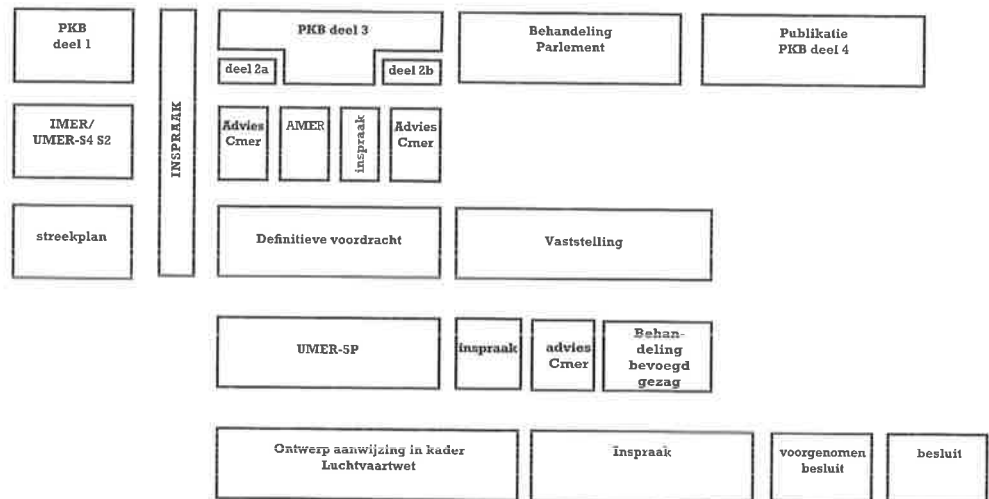 PKB
deel 1
INSPRAAK
PKB deel 3
deel 2a
deel 2b
Behandeling
Parlement
Publikatie
PKB deel 4
IMER/
UMER-S4 S2
Advies
Cmer
AMER
inspraak
Advies
Cmer
streekplan
Definitieve voordracht
Vaststelling
UMER-5P
inspraak
advies
Cmer
Behan-
deling
bevoegd
gezag
Ontwerp aanwijzing in kader
Luchtvaartwet
Inspraak
voorgenomen
besluit
besluit